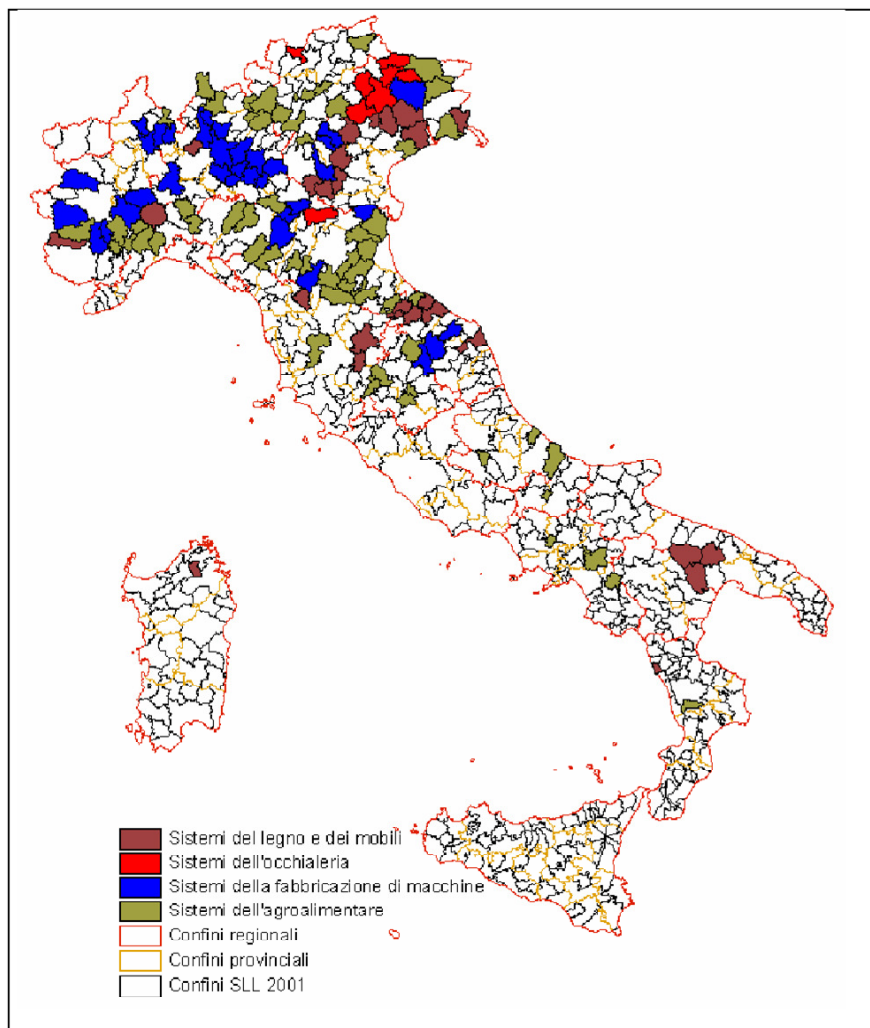 Sistemi del legno e dei mobili
Sistemi dell'occhialeria
Sistemi della fabbricazione di macchine
Sistemi dell'agroalimentare
Confini regionali
Confini provinciali
Confini SLL 2001